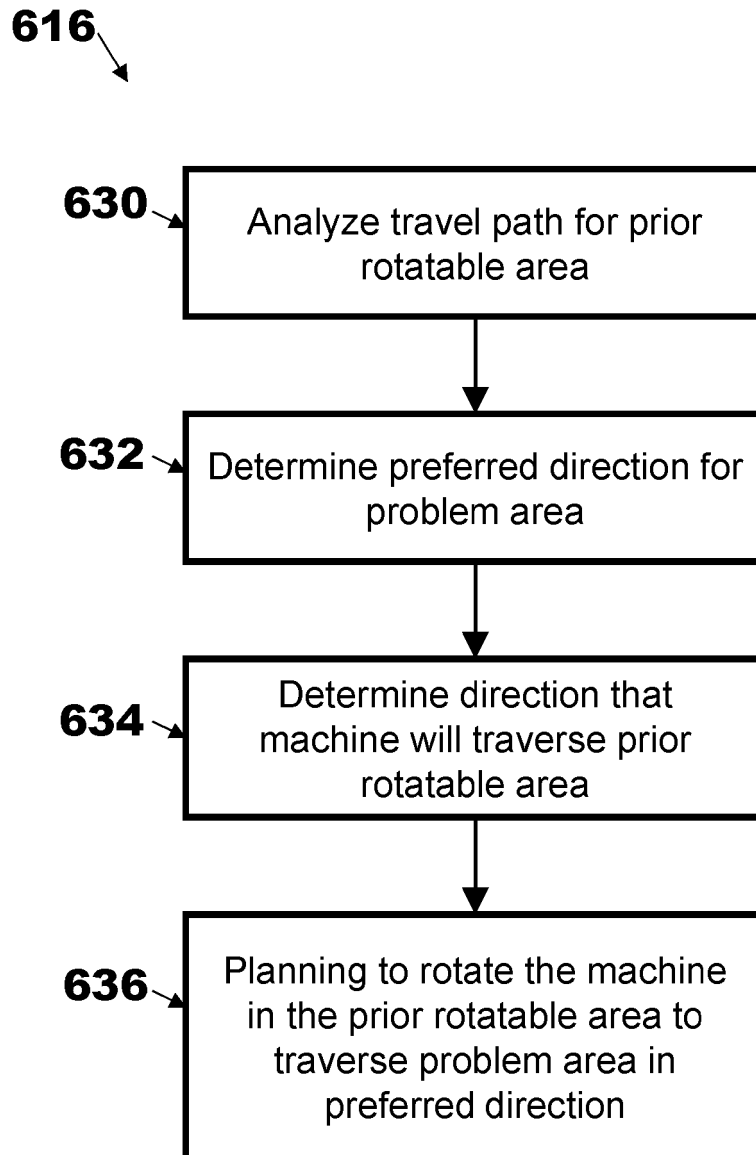 616
630
Analyze travel path for prior
rotatable area
632
Determine preferred direction for
problem area
634
Determine direction that
machine will traverse prior
rotatable area
636
Planning to rotate the machine
in the prior rotatable area to
traverse problem area in
preferred direction